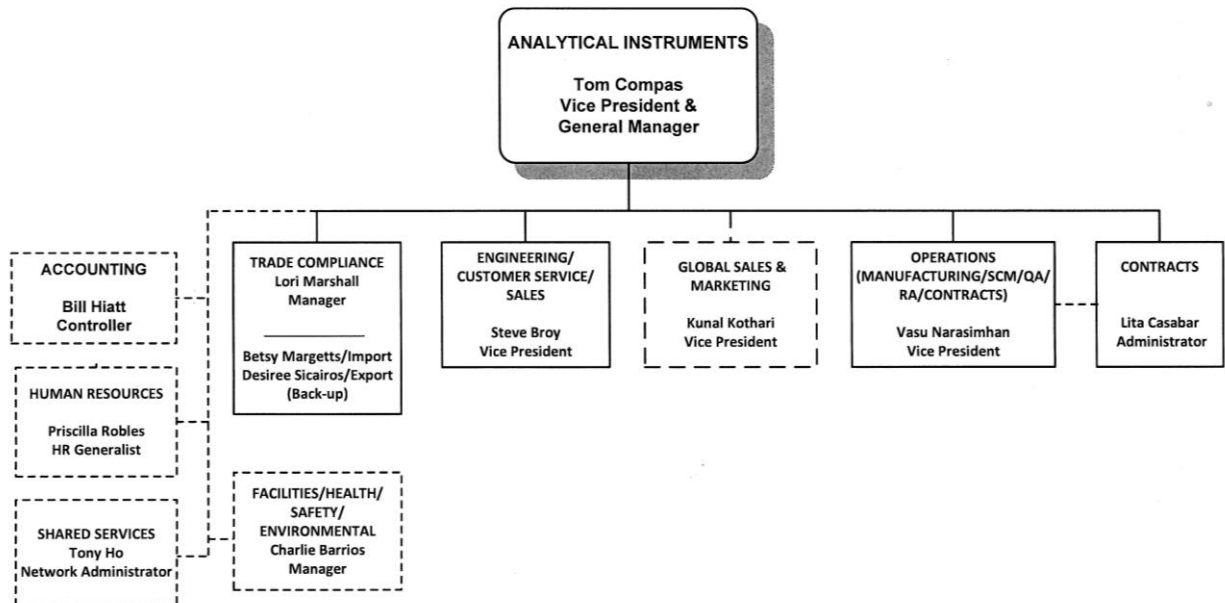 ANALYTICAL INSTRUMENTS
Tom Compas
Vice President &
General Manager
ACCOUNTING
Bill Hiatt
Controller
HUMAN RESOURCES
Priscilla Robles
HR Generalist
SHARED SERVICES
Tony Ho
Network Administrator
TRADE COMPLIANCE
Lori Marshall
Manager
Betsy Margetts/Import
Desiree Sicairos/Export
(Back-up)
FACILITIES/HEALTH/
SAFETY/
ENVIRONMENTAL
Charlie Barrios
Manager
ENGINEERING/
CUSTOMER SERVICE/
SALES
Steve Broy
Vice President
GLOBAL SALES &
MARKETING
Kunal Kothari
Vice President
OPERATIONS
(MANUFACTURING/SCM/QA/
RA/CONTRACTS)
Vasu Narasimhan
Vice President
CONTRACTS
Lita Casabar
Administrator